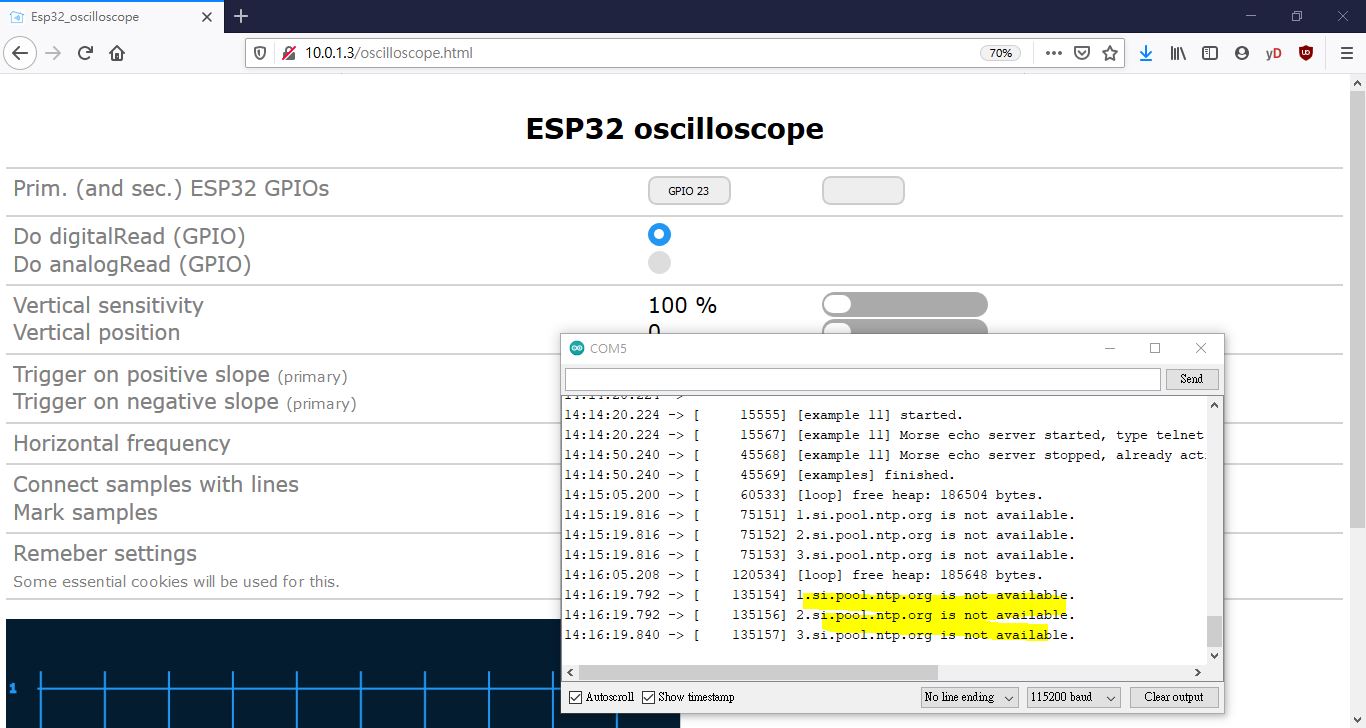 Esp32_oscilloscope
10.0.1.3/oscilloscope.html
70%
yD
ESP32 oscilloscope
Prim. (and sec.) ESP32 GPIOs
GPIO 23
Do digitalRead (GPIO)
Do analogRead (GPIO)
Vertical sensitivity
100 %
Vertical position
0
Trigger on positive slope (primary)
Trigger on negative slope (primary)
Horizontal frequency
Connect samples with lines
Mark samples
Remeber settings
Some essential cookies will be used for this.
1
COM5
Send
14:14:20.224 ->
14:14:20.224 -> [     15555] [example 11] started.
14:14:20.224 -> [     15567] [example 11] Morse echo server started, type telnet
14:14:50.240 -> [     45568] [example 11] Morse echo server stopped, already acti
14:14:50.240 -> [     45569] [examples] finished.
14:15:05.200 -> [     60533] [loop] free heap: 186504 bytes.
14:15:19.816 -> [     75151] 1.si.pool.ntp.org is not available.
14:15:19.816 -> [     75152] 2.si.pool.ntp.org is not available.
14:15:19.816 -> [     75153] 3.si.pool.ntp.org is not available.
14:16:05.208 -> [    120534] [loop] free heap: 185648 bytes.
14:16:19.792 -> [    135154] 1.si.pool.ntp.org is not available.
14:16:19.792 -> [    135156] 2.si.pool.ntp.org is not available.
14:16:19.840 -> [    135157] 3.si.pool.ntp.org is not available.
Autoscroll
Show timestamp
No line ending
115200 baud
Clear output